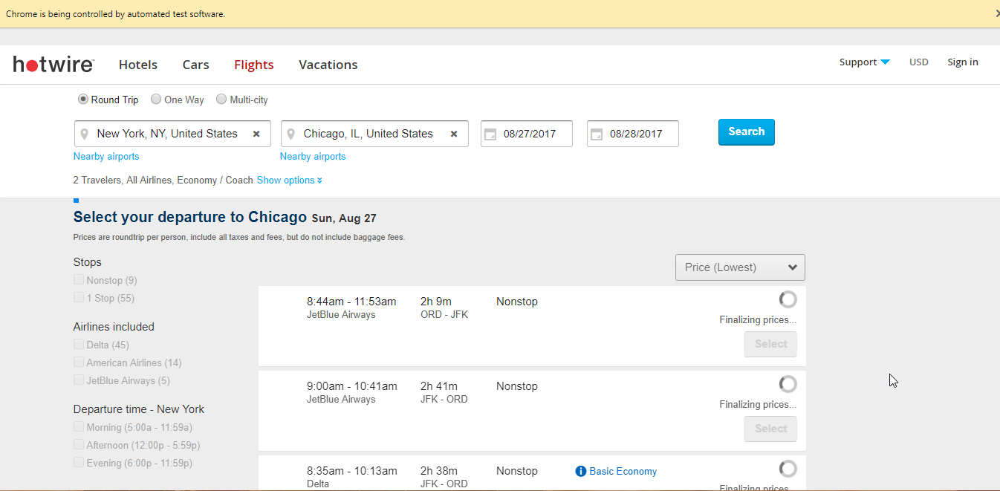 Chrome is being controlled by automated test software.
hotwire™ Hotels Cars Flights Vacations Support USD Sign in
Round Trip One Way Multi-city
New York, NY, United States Chicago, IL, United States 08/27/2017 08/28/2017 Search
Nearby airports Nearby airports
2 Travelers, All Airlines, Economy / Coach Show options
Select your departure to Chicago Sun, Aug 27
Prices are roundtrip per person, include all taxes and fees, but do not include baggage fees.
Stops
Nonstop (9)
1 Stop (55)
Airlines included
Delta (45)
American Airlines (14)
JetBlue Airways (5)
Departure time - New York
Morning (5:00a - 11:59a)
Afternoon (12:00p - 5:59p)
Evening (6:00p - 11:59p)
Price (Lowest)
8:44am - 11:53am 2h 9m Nonstop
JetBlue Airways ORD - JFK
Finalizing prices...
Select
9:00am - 10:41am 2h 41m Nonstop
JetBlue Airways JFK - ORD
Finalizing prices...
Select
8:35am - 10:13am 2h 38m Nonstop Basic Economy
Delta JFK - ORD
Finalizing prices...